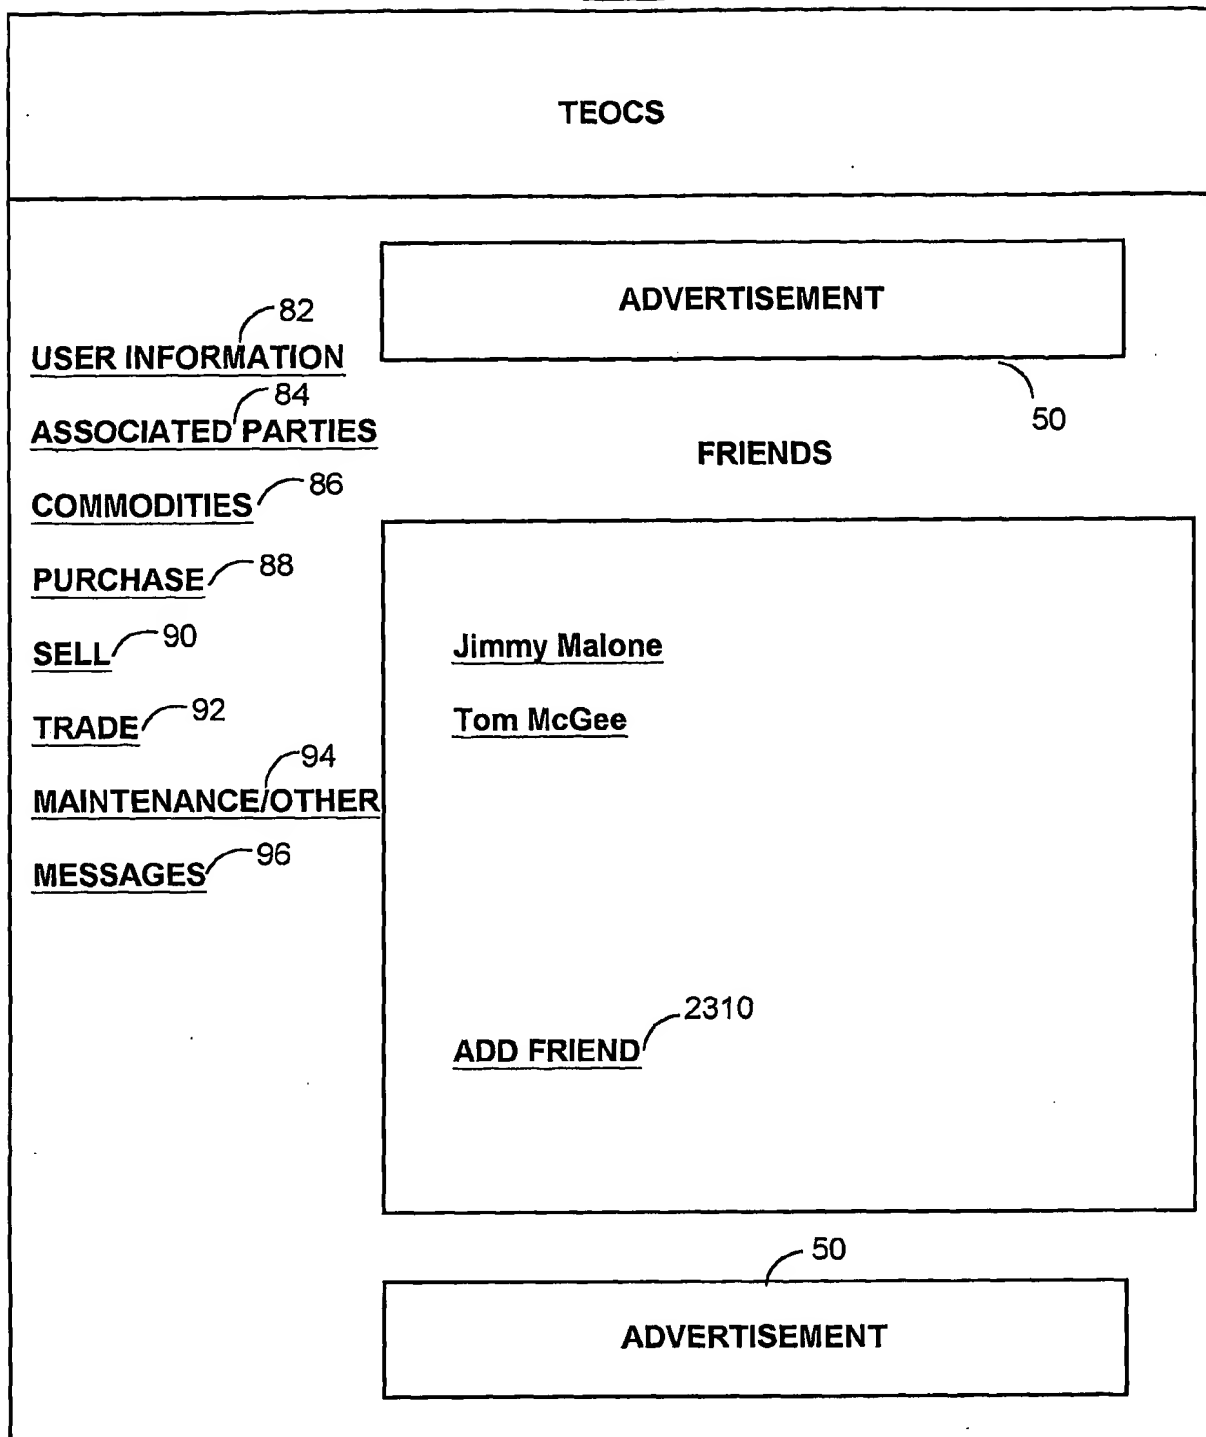 TEOCS
ADVERTISEMENT
50
82
USER INFORMATION
84
ASSOCIATED PARTIES
86
COMMODITIES
88
PURCHASE
90
SELL
92
TRADE
94
MAINTENANCE/OTHER
96
MESSAGES
FRIENDS
Jimmy Malone
Tom McGee
2310
ADD FRIEND
50
ADVERTISEMENT